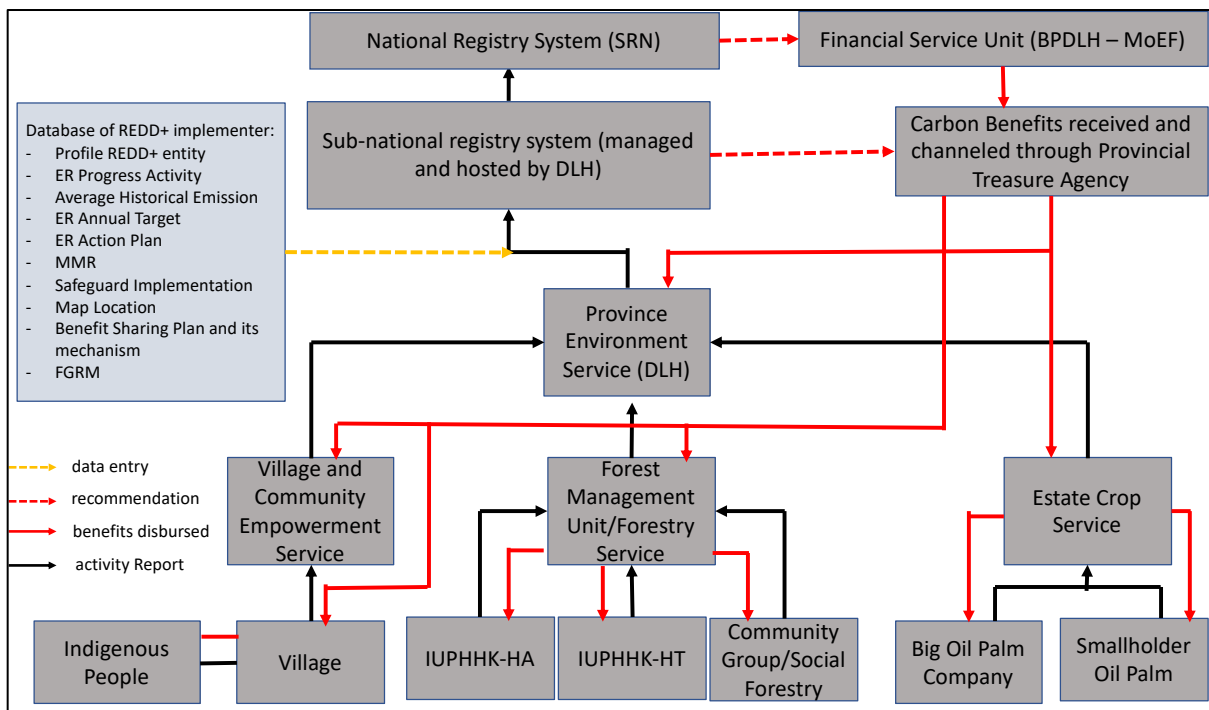 National Registry System (SRN)
Financial Service Unit (BPDLH – MoEF)
Database of REDD+ implementer:
- Profile REDD+ entity
- ER Progress Activity
- Average Historical Emission
- ER Annual Target
- ER Action Plan
- MMR
- Safeguard Implementation
- Map Location
- Benefit Sharing Plan and its
mechanism
- FGRM
Sub-national registry system (managed
and hosted by DLH)
Carbon Benefits received and
channeled through Provincial
Treasure Agency
Province
Environment
Service (DLH)
data entry
recommendation
benefits disbursed
activity Report
Village and
Community
Empowerment
Service
Forest
Management
Unit/Forestry
Service
Estate Crop
Service
Indigenous
People
Village
IUPHHK-HA
IUPHHK-HT
Community
Group/Social
Forestry
Big Oil Palm
Company
Smallholder
Oil Palm